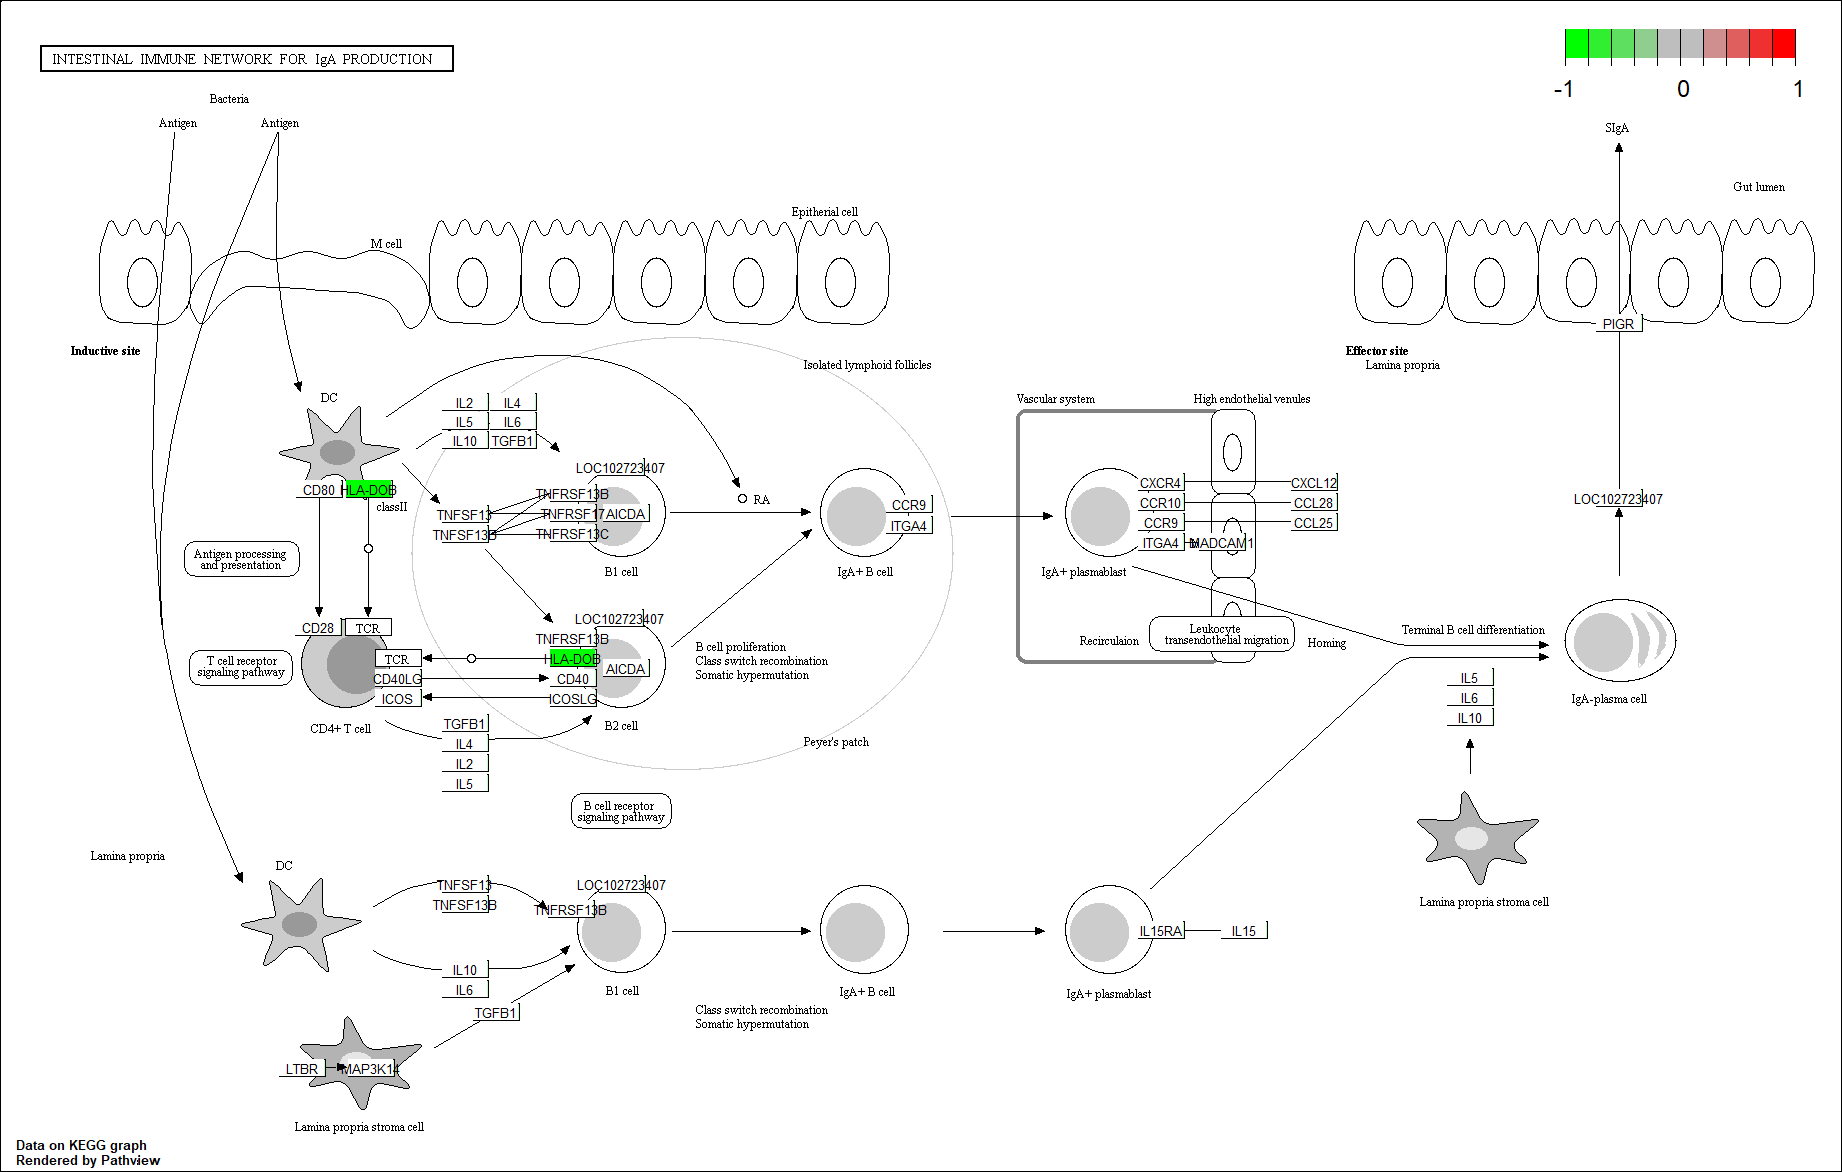 INTESTINAL IMMUNE NETWORK FOR IgA PRODUCTION
-1 0 1
Bacteria
Antigen
Antigen
SIgA
Gut lumen
Epitherial cell
M cell
PIGR
Inductive site
Effector site
Lamina propria
Isolated lymphoid follicles
DC
IL2 IL4
IL5 IL6
IL10 TGFB1
Vascular system
High endothelial venules
LOC102723407
CD80 HLA-DOB
classII
TNFRSF13B
TNFSF13 TNFRSF17 AICDA
TNFSF13B TNFRSF13C
B1 cell
RA
CCR9
ITGA4
IgA+ B cell
CXCR4 CXCL12
CCR10 CCL28
CCR9 CCL25
ITGA4 MADCAM1
IgA+ plasmablast
LOC102723407
Antigen processing
and presentation
CD28 TCR
LOC102723407
TNFRSF13B
TCR HLA-DOB
AICDA
CD40LG CD40
ICOS ICOSLG
T cell receptor
signaling pathway
CD4+ T cell
B2 cell
B cell proliferation
Class switch recombination
Somatic hypermutation
Recirculaion
Leukocyte
transendothelial migration
Homing
Terminal B cell differentiation
IL5
IL6
IL10
IgA-plasma cell
TGFB1
IL4
IL2
IL5
Peyer's patch
B cell receptor
signaling pathway
Lamina propria
DC
TNFSF13
TNFSF13B
LOC102723407
TNFRSF13B
IL10
IL6
TGFB1
B1 cell
IgA+ B cell
IL15RA IL15
IgA+ plasmablast
Lamina propria stroma cell
Class switch recombination
Somatic hypermutation
LTBR MAP3K14
Lamina propria stroma cell
Data on KEGG graph
Rendered by Pathview